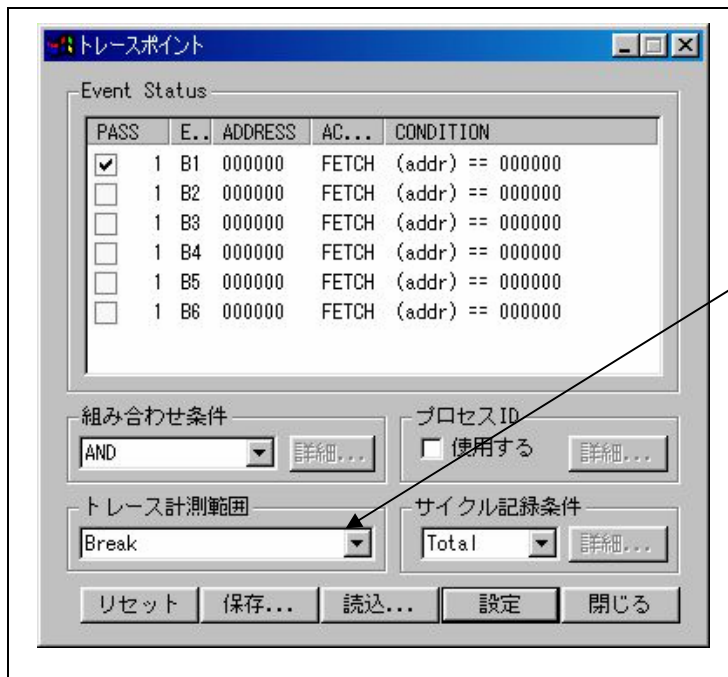 トレースポイント
Event Status
PASS E.. ADDRESS AC... CONDITION
1 B1 000000 FETCH (addr) == 000000
1 B2 000000 FETCH (addr) == 000000
1 B3 000000 FETCH (addr) == 000000
1 B4 000000 FETCH (addr) == 000000
1 B5 000000 FETCH (addr) == 000000
1 B6 000000 FETCH (addr) == 000000
組み合わせ条件
AND 詳細...
プロセスID
使用する 詳細...
トレース計測範囲
Break
サイクル記録条件
Total 詳細...
リセット 保存... 読込... 設定 閉じる